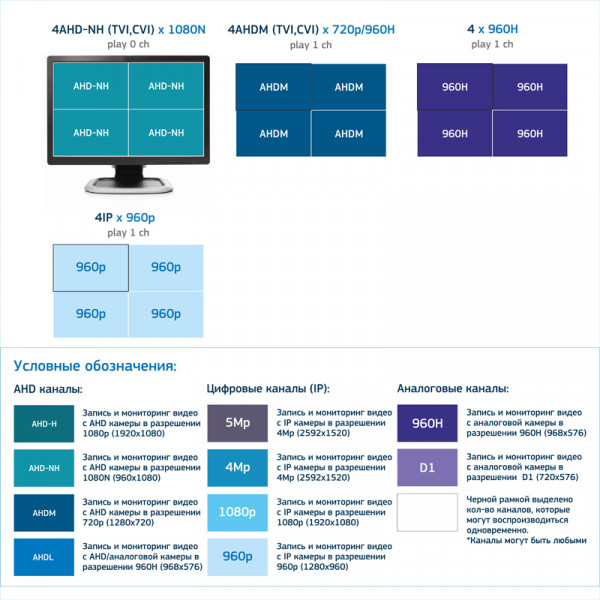 4AHD-NH (TVI,CVI) x 1080N
play 0 ch
AHD-NH AHD-NH
AHD-NH AHD-NH
4AHDM (TVI,CVI) x 720p/960H
play 1 ch
AHDM AHDM
AHDM AHDM
4 x 960H
play 1 ch
960H 960H
960H 960H
4IP x 960p
play 1 ch
960p 960p
960p 960p
Условные обозначения:
AHD каналы:
AHD-H
Запись и мониторинг видео
с AHD камеры в разрешении
1080p (1920x1080)
AHD-NH
Запись и мониторинг видео
с AHD камеры в разрешении
1080N (960x1080)
AHDM
Запись и мониторинг видео
с AHD камеры в разрешении
720p (1280x720)
AHDL
Запись и мониторинг видео
с AHD/аналоговой камеры в
разрешении 960H (968x576)
Цифровые каналы (IP):
5Mp
Запись и мониторинг видео
с IP камеры в разрешении
4Mp (2592x1520)
4Mp
Запись и мониторинг видео
с IP камеры в разрешении
4Mp (2592x1520)
1080p
Запись и мониторинг видео
с IP камеры в разрешении
1080p (1920x1080)
960p
Запись и мониторинг видео
с IP камеры в разрешении
960p (1280x960)
Аналоговые каналы:
960H
Запись и мониторинг видео
с аналоговой камеры в
разрешении 960H (968x576)
D1
Запись и мониторинг видео
с аналоговой камеры в
разрешении D1 (720x576)
Черной рамкой выделено
кол-во каналов, которые
могут воспроизводиться
одновременно.
*Каналы могут быть любыми